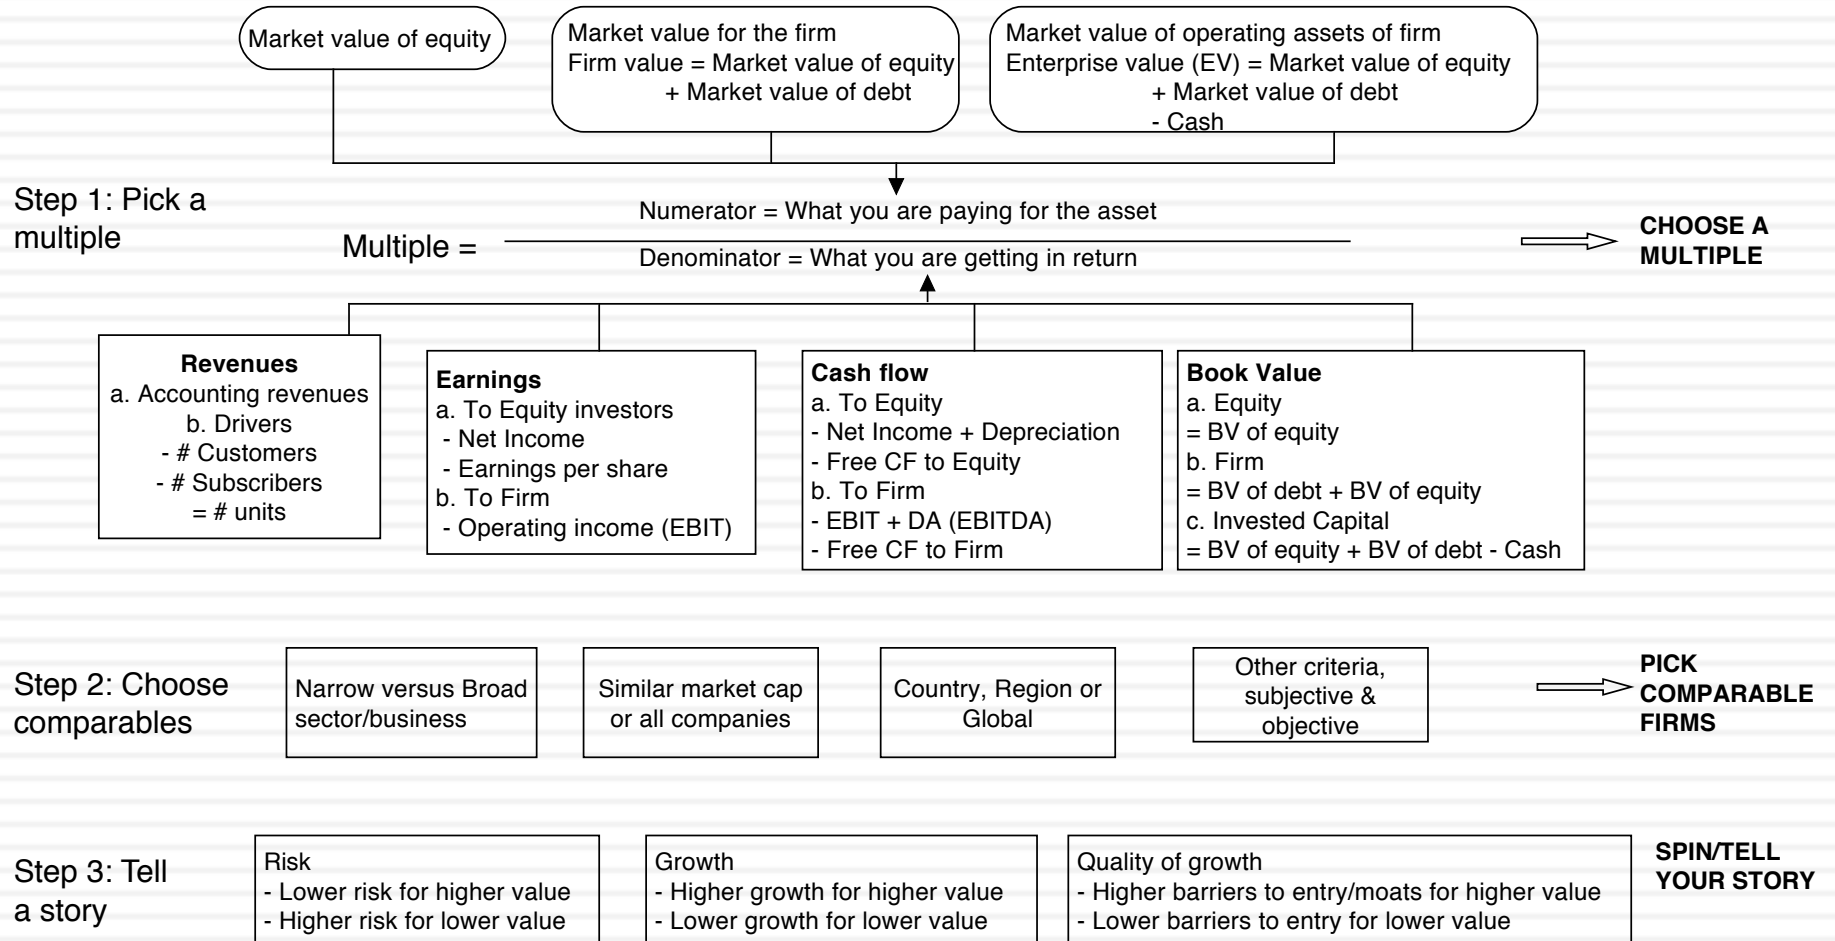 Market value of equity
Market value for the firm
Firm value = Market value of equity
+ Market value of debt
Market value of operating assets of firm
Enterprise value (EV) = Market value of equity
+ Market value of debt
- Cash
Step 1: Pick a
multiple
Multiple =
Numerator = What you are paying for the asset
Denominator = What you are getting in return
CHOOSE A
MULTIPLE
Revenues
a. Accounting revenues
b. Drivers
- # Customers
- # Subscribers
= # units
Earnings
a. To Equity investors
- Net Income
- Earnings per share
b. To Firm
- Operating income (EBIT)
Cash flow
a. To Equity
- Net Income + Depreciation
- Free CF to Equity
b. To Firm
- EBIT + DA (EBITDA)
- Free CF to Firm
Book Value
a. Equity
= BV of equity
b. Firm
= BV of debt + BV of equity
c. Invested Capital
= BV of equity + BV of debt - Cash
Step 2: Choose
comparables
Narrow versus Broad
sector/business
Similar market cap
or all companies
Country, Region or
Global
Other criteria,
subjective &
objective
PICK
COMPARABLE
FIRMS
Step 3: Tell
a story
Risk
- Lower risk for higher value
- Higher risk for lower value
Growth
- Higher growth for higher value
- Lower growth for lower value
Quality of growth
- Higher barriers to entry/moats for higher value
- Lower barriers to entry for lower value
SPIN/TELL
YOUR STORY